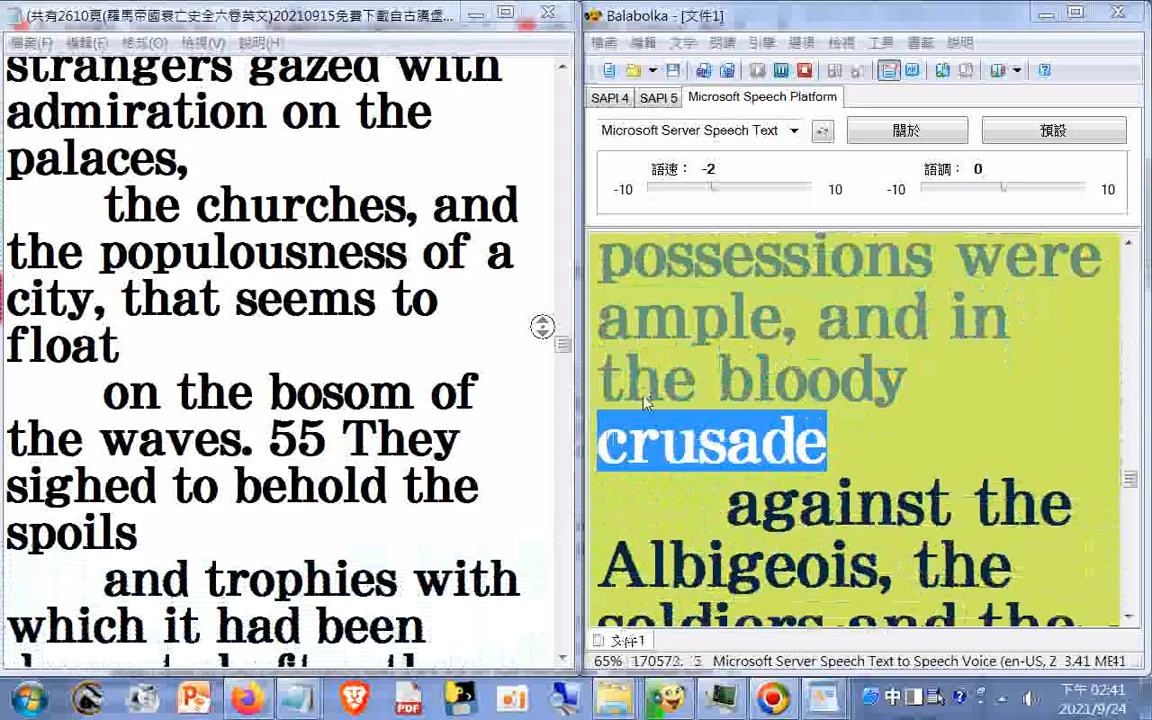 (共有2610頁(羅馬帝國衰亡史全六卷英文)20210915免費下載自古騰堡...
檔案(F) 編輯(E) 格式(O) 檢視(V) 說明(H)
strangers gazed with
admiration on the
palaces,
the churches, and
the populousness of a
city, that seems to
float
on the bosom of
the waves. 55 They
sighed to behold the
spoils
and trophies with
which it had been
Balabolka - [文件1]
檔案 編輯 文字 朗讀 引擎 選項 檢視 工具 書籤 說明
SAPI 4 SAPI 5 Microsoft Speech Platform
Microsoft Server Speech Text 關於 預設
語速： -2 語調： 0
-10 10 -10 10
possessions were
ample, and in
the bloody
crusade
against the
Albigeois, the
soldiers and the
文件1
65% Microsoft Server Speech Text to Speech Voice (en-US, Z 3.41 ME41
PDF 中
下午 02:41
2021/9/24